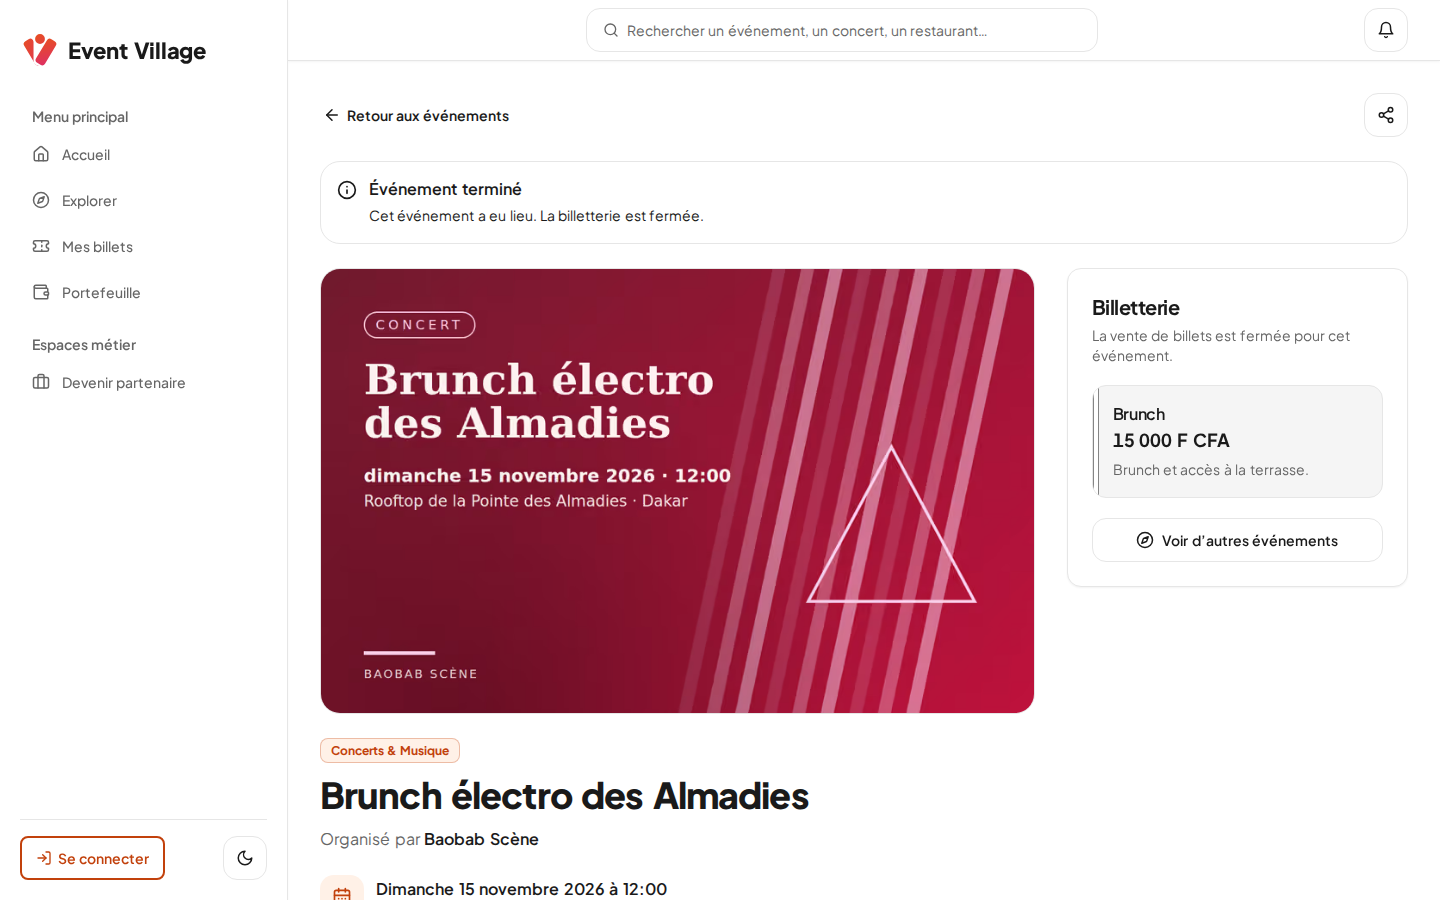 Event Village
Menu principal
Accueil
Explorer
Mes billets
Portefeuille
Espaces métier
Devenir partenaire
Se connecter
Rechercher un événement, un concert, un restaurant…
Retour aux événements
Événement terminé
Cet événement a eu lieu. La billetterie est fermée.
CONCERT
Brunch électro
des Almadies
dimanche 15 novembre 2026 · 12:00
Rooftop de la Pointe des Almadies · Dakar
BAOBAB SCÈNE
Concerts & Musique
Brunch électro des Almadies
Organisé par Baobab Scène
Dimanche 15 novembre 2026 à 12:00
Billetterie
La vente de billets est fermée pour cet
événement.
Brunch
15 000 F CFA
Brunch et accès à la terrasse.
Voir d’autres événements